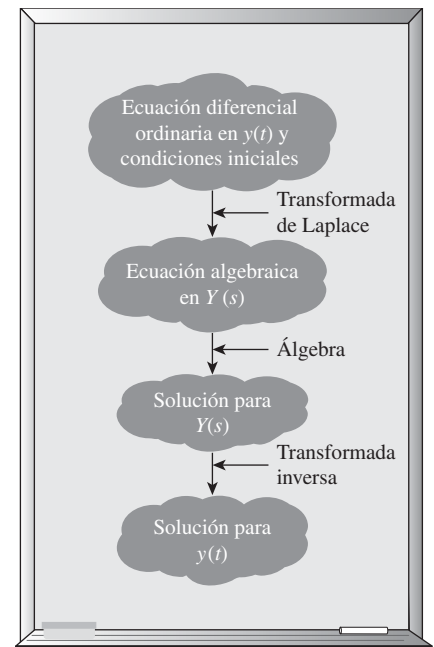 Ecuación diferencial
ordinaria en y(t) y
condiciones iniciales
Transformada
de Laplace
Ecuación algebraica
en Y (s)
Álgebra
Solución para
Y(s)
Transformada
inversa
Solución para
y(t)